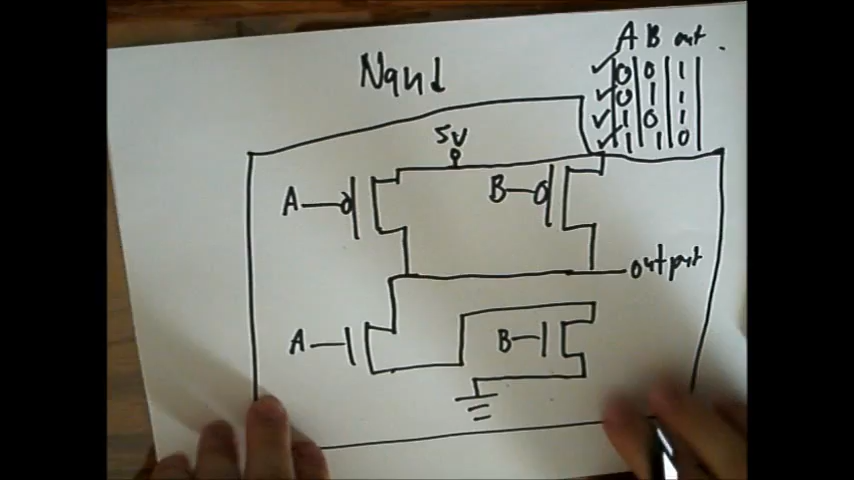 A B out.
Nand
0 0 1
0 1 1
1 0 1
1 1 0
5V
A
B
output
A
B